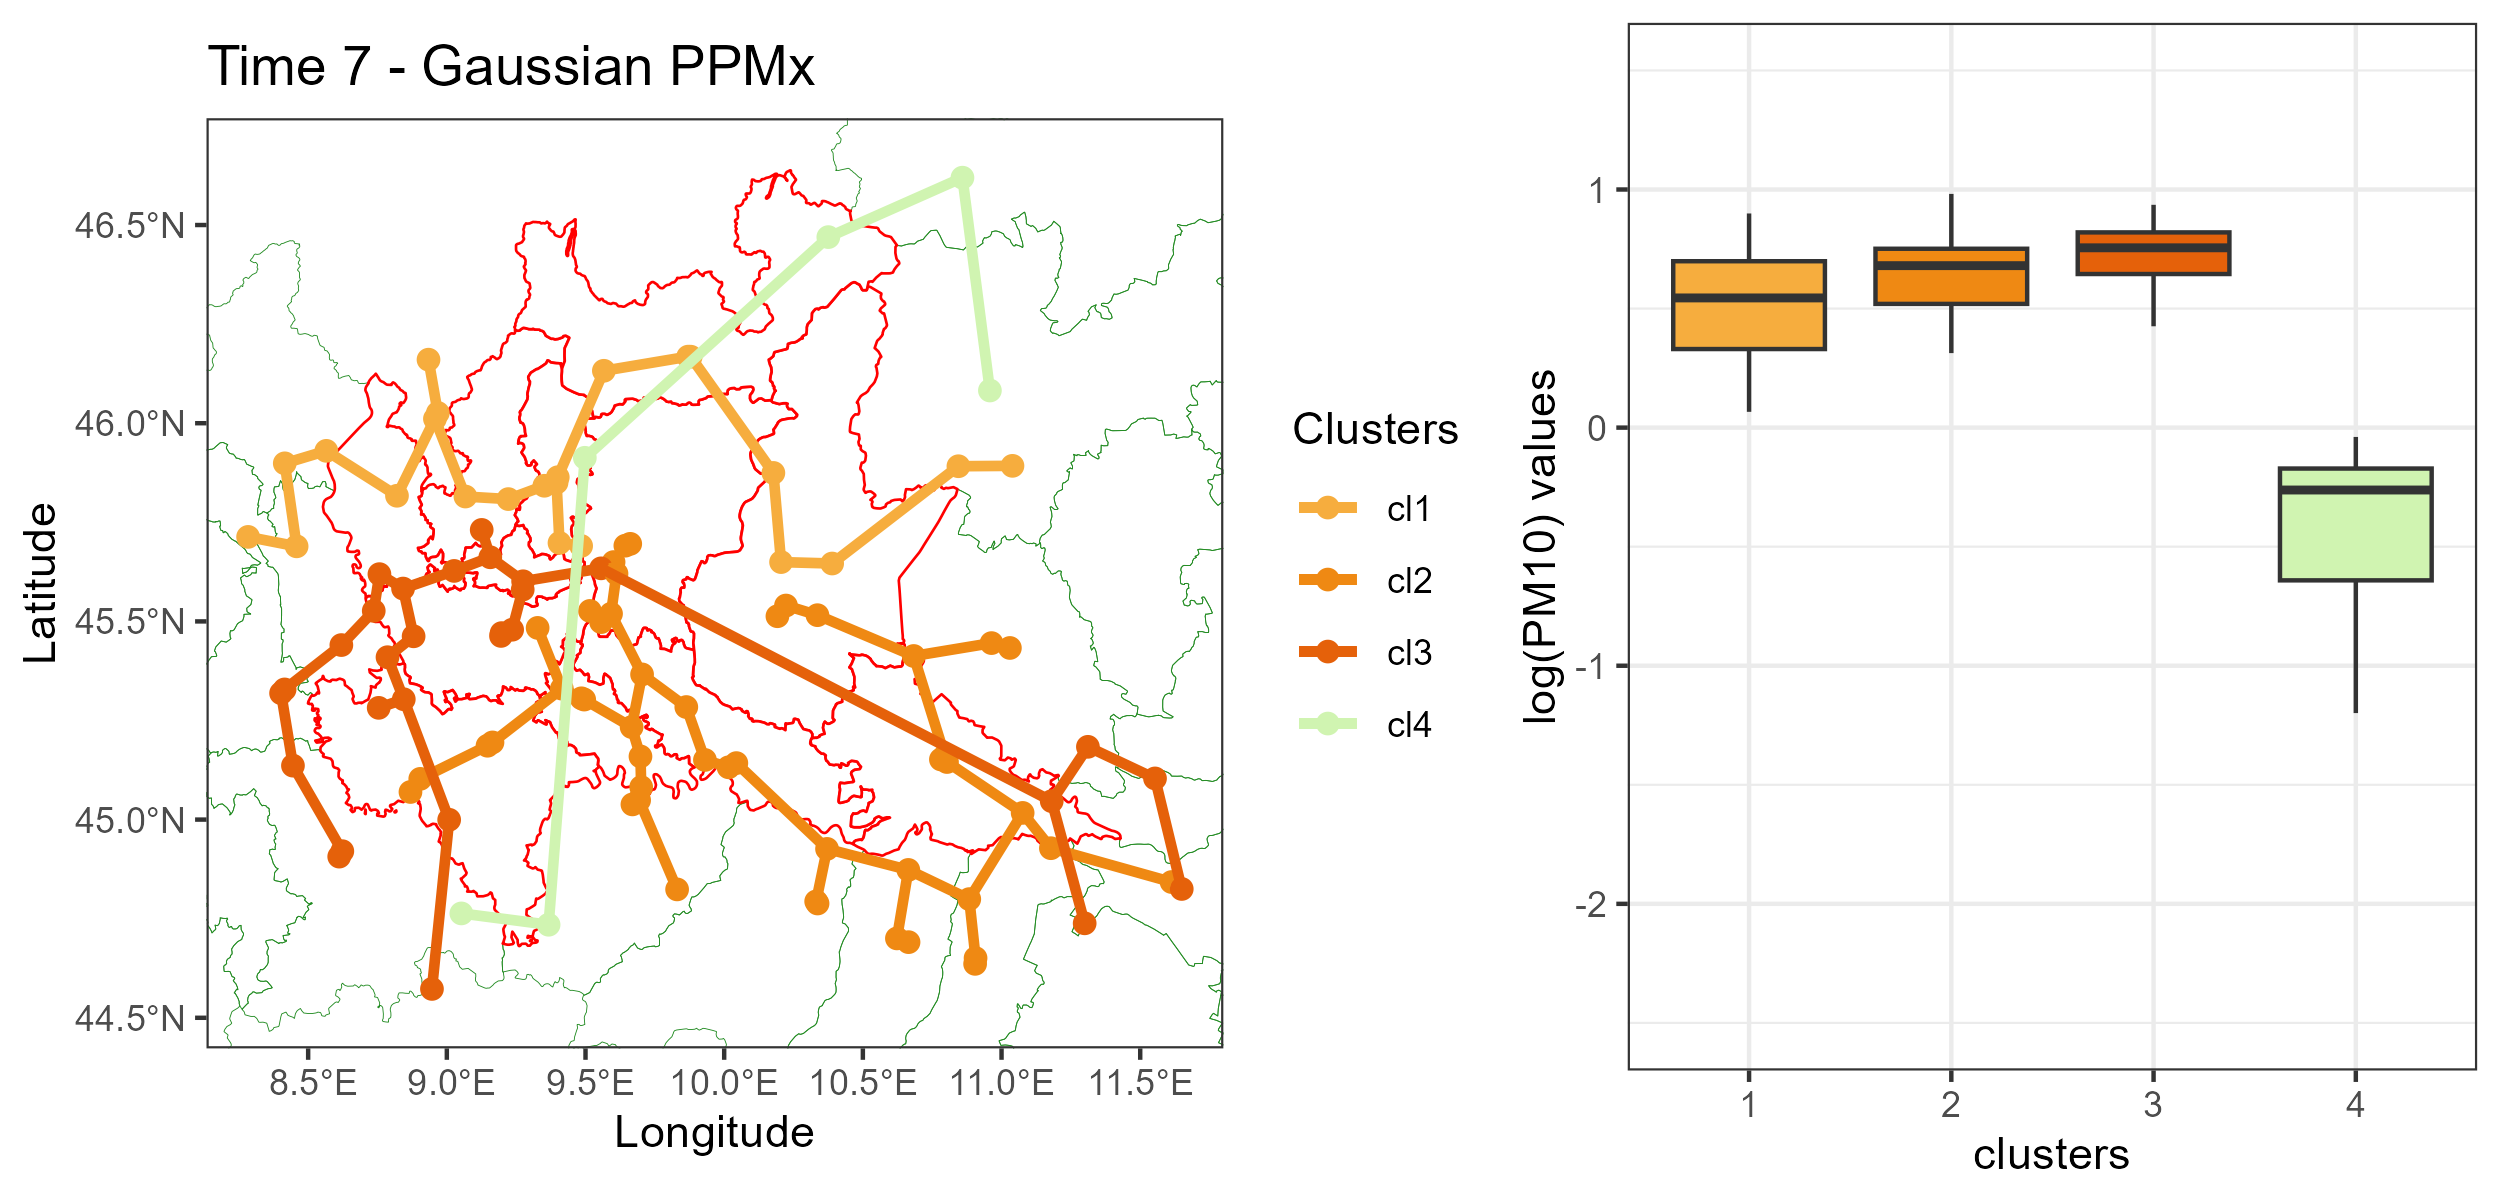 Time 7 - Gaussian PPMx
Latitude
46.5°N
46.0°N
45.5°N
45.0°N
44.5°N
8.5°E 9.0°E 9.5°E 10.0°E 10.5°E 11.0°E 11.5°E
Longitude
Clusters
cl1
cl2
cl3
cl4
log(PM10) values
1
0
-1
-2
1 2 3 4
clusters